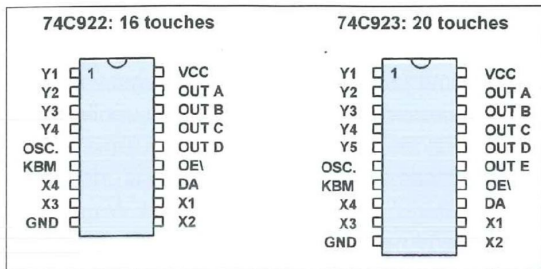 74C922: 16 touches
Y1 1 VCC
Y2 OUT A
Y3 OUT B
Y4 OUT C
OSC. OUT D
KBM OE\
X4 DA
X3 X1
GND X2
74C923: 20 touches
Y1 1 VCC
Y2 OUT A
Y3 OUT B
Y4 OUT C
Y5 OUT D
OSC. OUT E
KBM OE\
X4 DA
X3 X1
GND X2